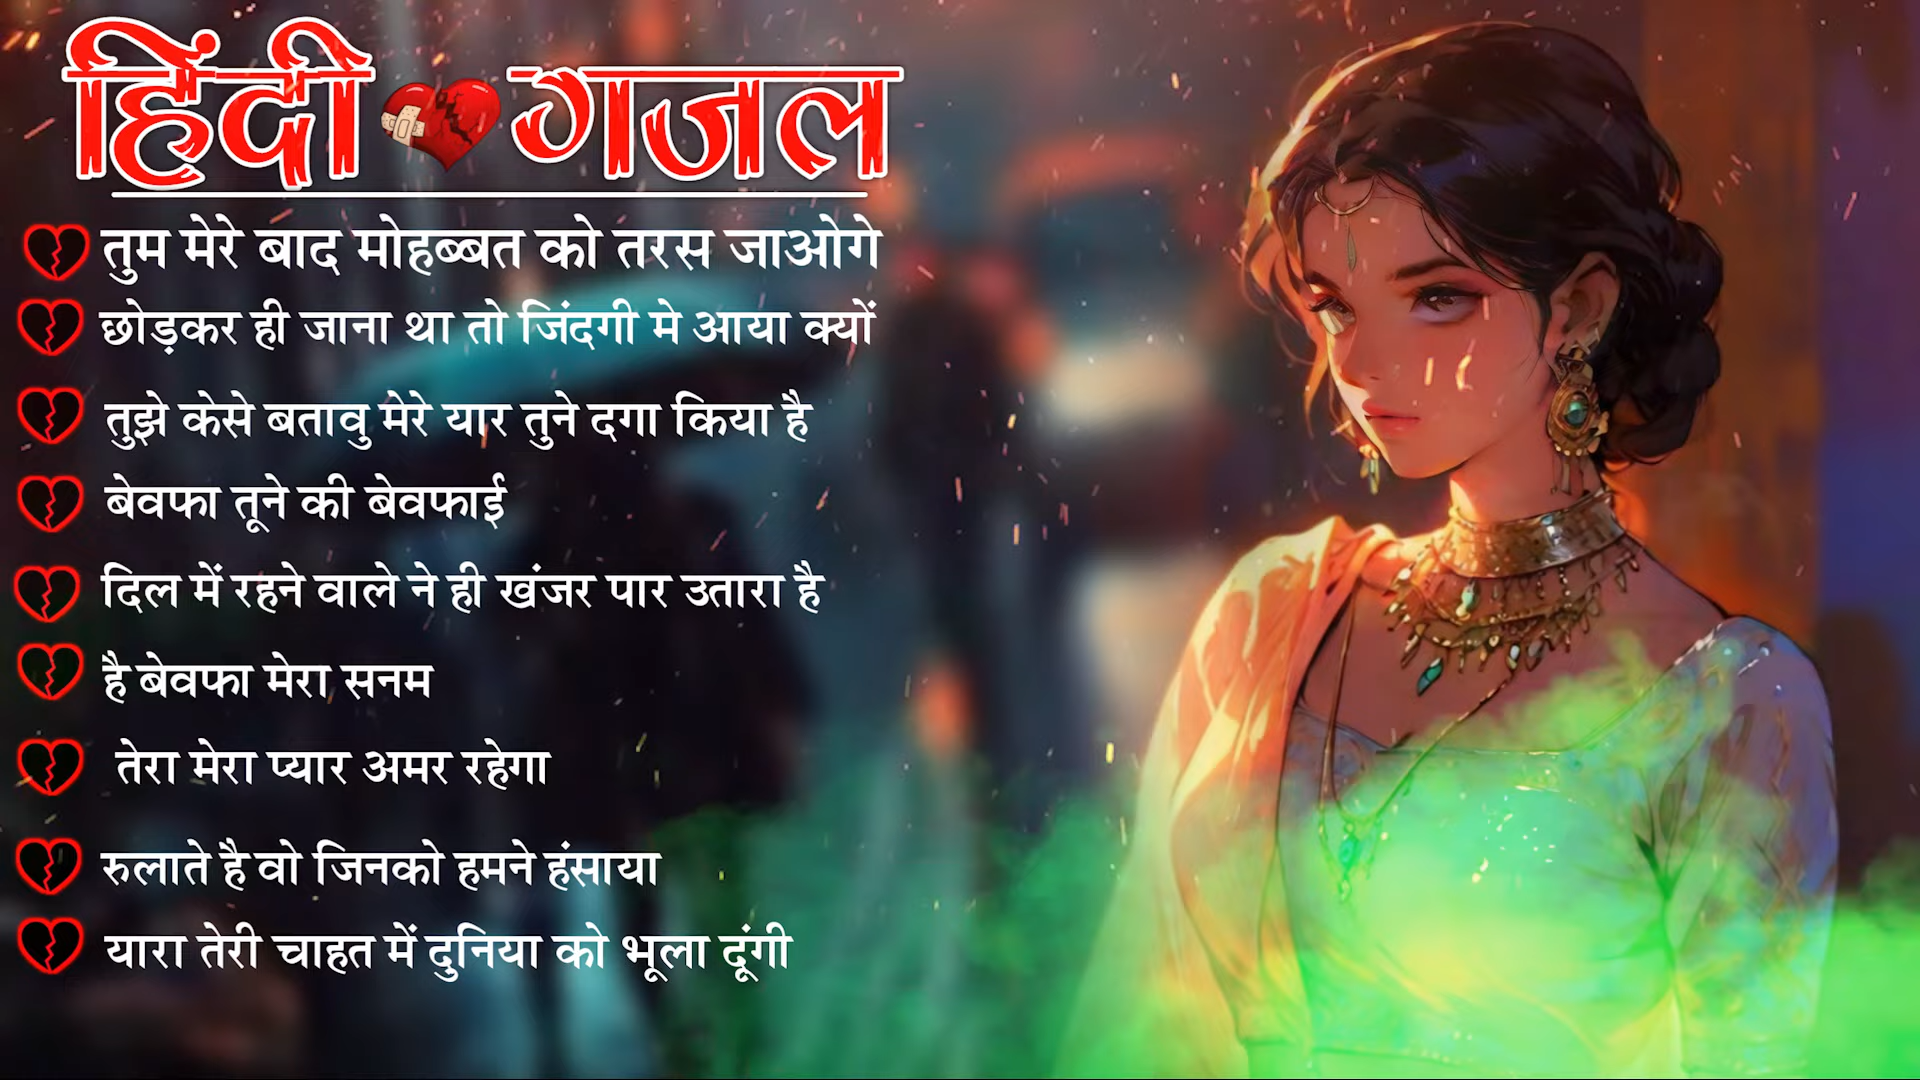 हिंदी गजल
तुम मेरे बाद मोहब्बत को तरस जाओगे
छोड़कर ही जाना था तो जिंदगी मे आया क्यों
तुझे केसे बतावु मेरे यार तुने दगा किया है
बेवफा तूने की बेवफाई
दिल में रहने वाले ने ही खंजर पार उतारा है
है बेवफा मेरा सनम
तेरा मेरा प्यार अमर रहेगा
रुलाते है वो जिनको हमने हंसाया
यारा तेरी चाहत में दुनिया को भूला दूंगी